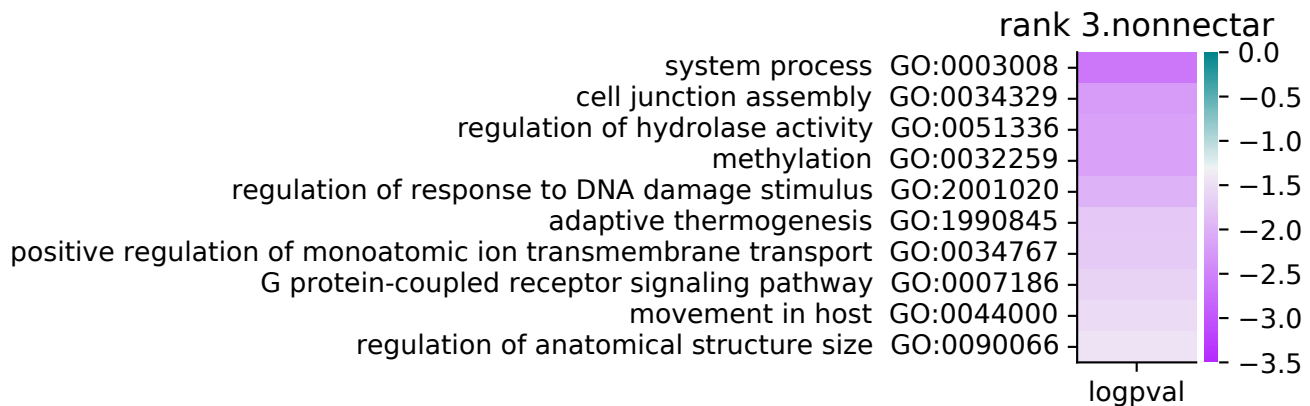 rank 3.nonnectar
system process GO:0003008
cell junction assembly GO:0034329
regulation of hydrolase activity GO:0051336
methylation GO:0032259
regulation of response to DNA damage stimulus GO:2001020
adaptive thermogenesis GO:1990845
positive regulation of monoatomic ion transmembrane transport GO:0034767
G protein-coupled receptor signaling pathway GO:0007186
movement in host GO:0044000
regulation of anatomical structure size GO:0090066
logpval
0.0
−0.5
−1.0
−1.5
−2.0
−2.5
−3.0
−3.5